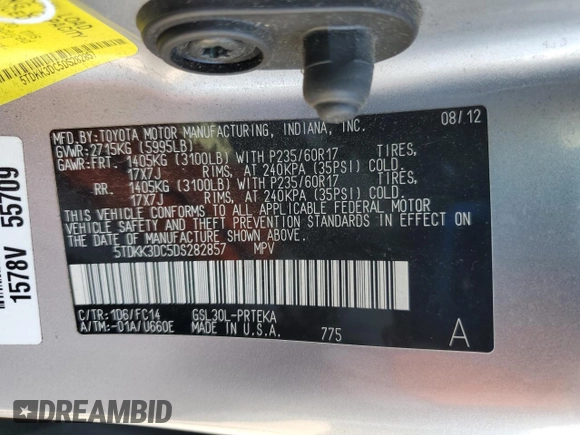 LOAD
CAPACITY
5TDKK3DC5DS282857
MFD. BY:TOYOTA MOTOR MANUFACTURING, INDIANA, INC. 08/12
GVWR:2715KG (5995LB)
GAWR:FRT. 1405KG (3100LB) WITH P235/60R17 TIRES,
17X7J RIMS, AT 240KPA (35PSI) COLD.
RR. 1405KG (3100LB) WITH P235/60R17 TIRES,
17X7J RIMS, AT 240KPA (35PSI) COLD.
THIS VEHICLE CONFORMS TO ALL APPLICABLE FEDERAL MOTOR
VEHICLE SAFETY AND THEFT PREVENTION STANDARDS IN EFFECT ON
THE DATE OF MANUFACTURE SHOWN ABOVE.
5TDKK3DC5DS282857 MPV
C/TR:1D6/FC14 GSL30L-PRTEKA
A/TM:-01A/U660E MADE IN U.S.A. 775 A
1578V 55709
DREAMBID